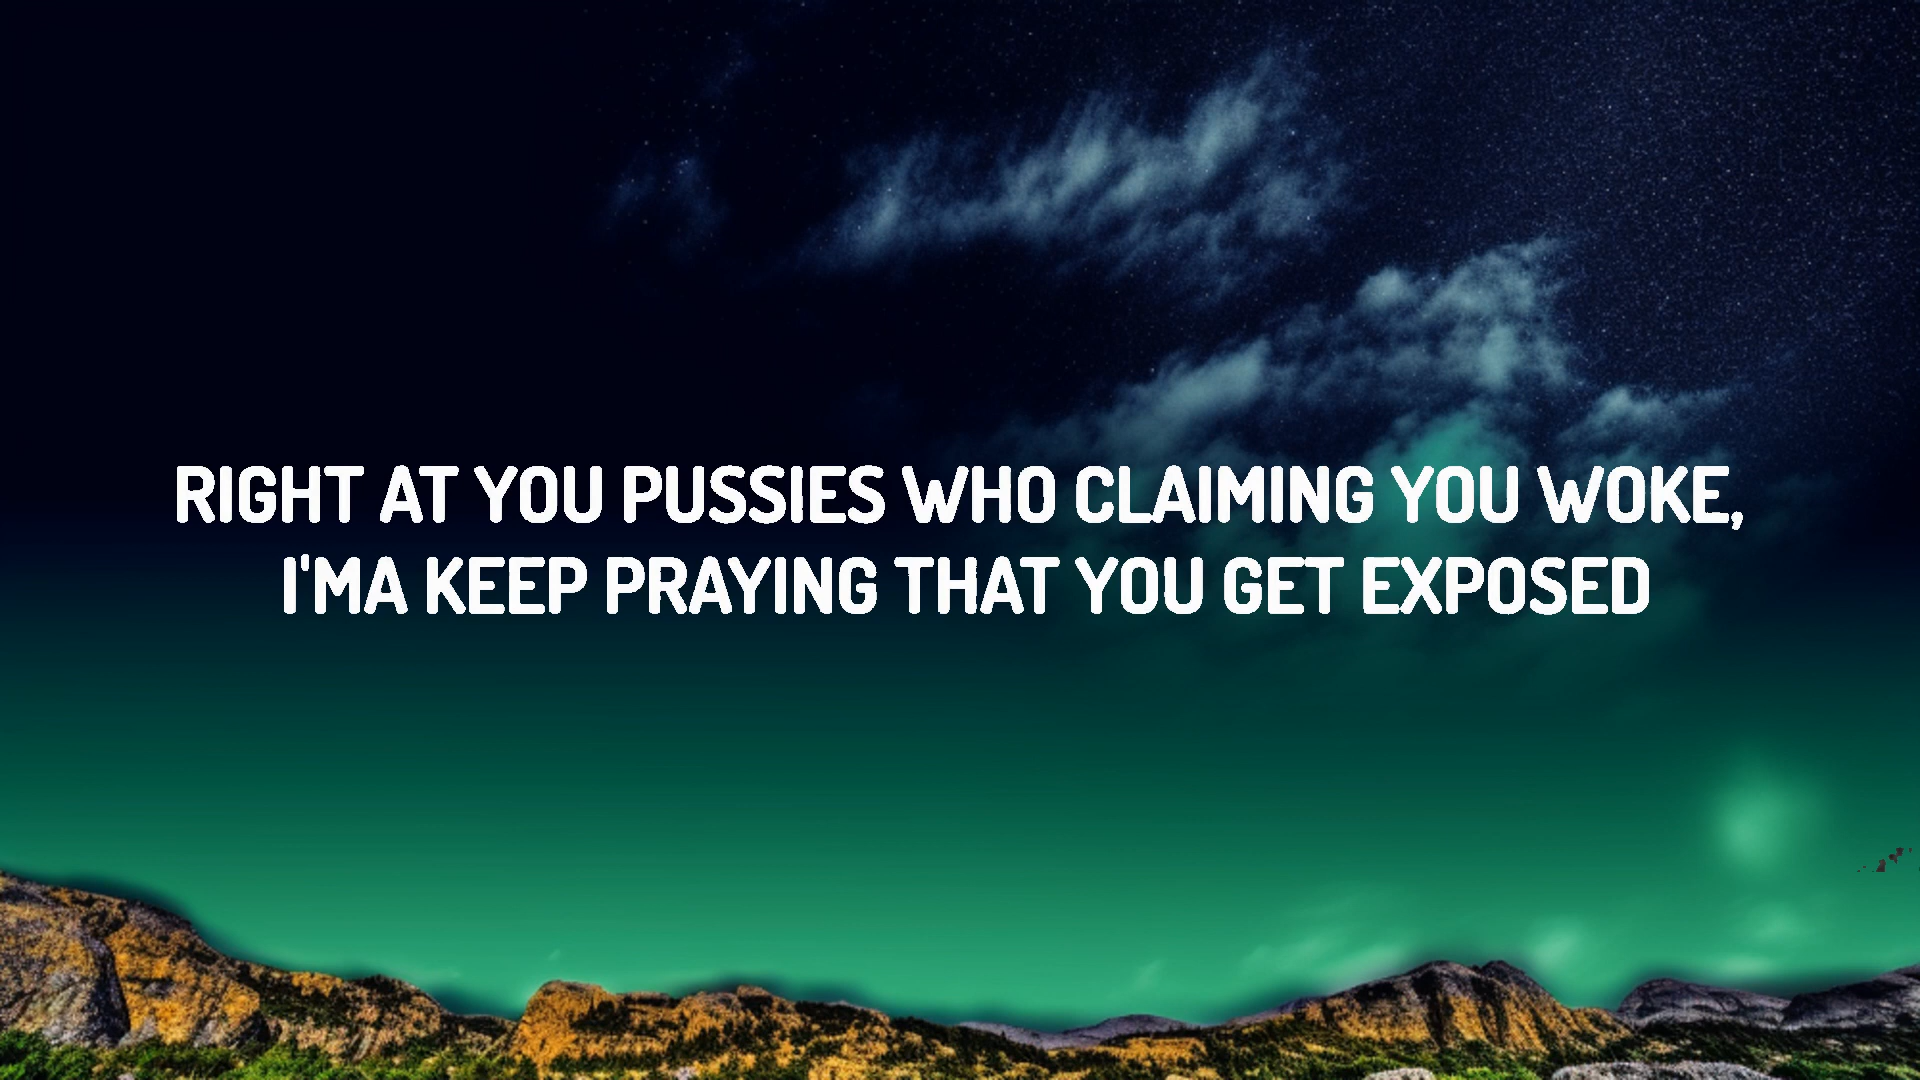 RIGHT AT YOU PUSSIES WHO CLAIMING YOU WOKE,
I'MA KEEP PRAYING THAT YOU GET EXPOSED